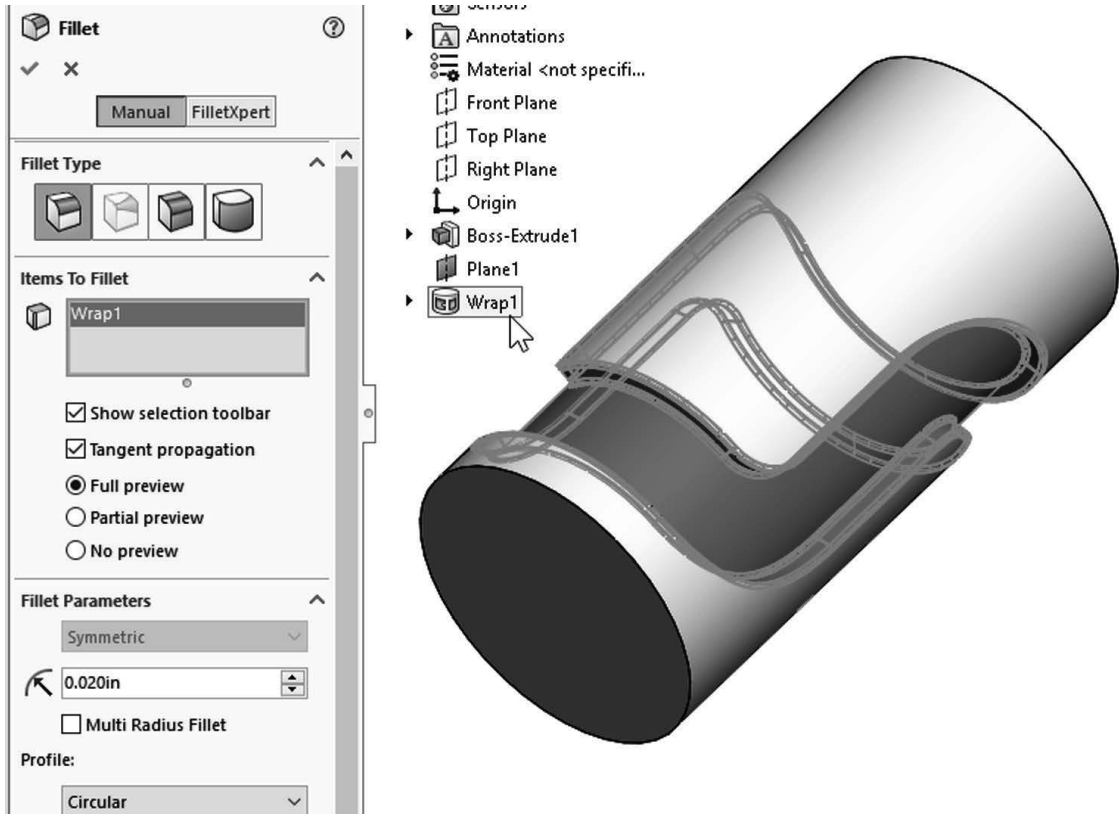 Fillet
Manual
FilletXpert
Fillet Type
Items To Fillet
Wrap1
Show selection toolbar
Tangent propagation
Full preview
Partial preview
No preview
Fillet Parameters
Symmetric
0.020in
Multi Radius Fillet
Profile:
Circular
Sensors
Annotations
Material <not specifi...
Front Plane
Top Plane
Right Plane
Origin
Boss-Extrude1
Plane1
Wrap1